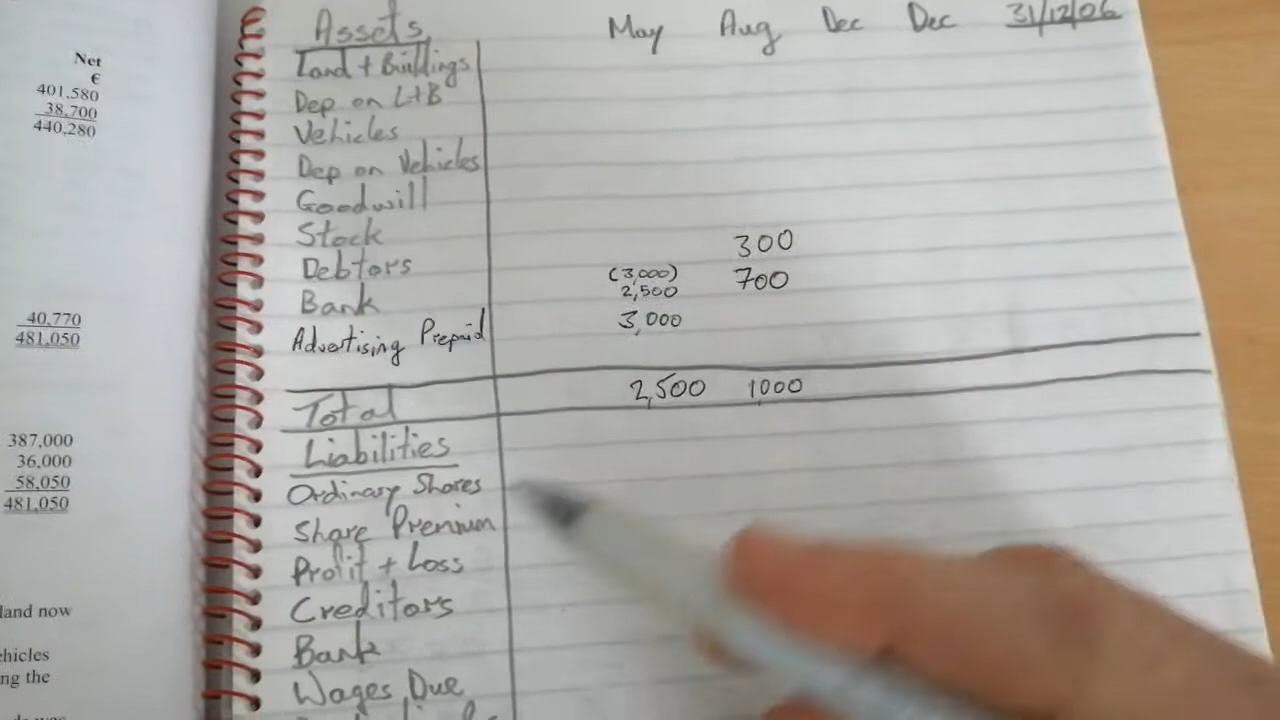 Net
€
401,580
38,700
440,280
40,770
481,050
387,000
36,000
58,050
481,050
land now
ehicles
ng the
Assets May Aug Dec Dec 31/12/06
Land + Buildings
Dep on L+B
Vehicles
Dep on Vehicles
Goodwill
Stock 300
Debtors (3,000) 700
Bank 2,500
Advertising Prepaid 3,000
Total 2,500 1000
Liabilities
Ordinary Shares
Share Premium
Profit + Loss
Creditors
Bank
Wages Due